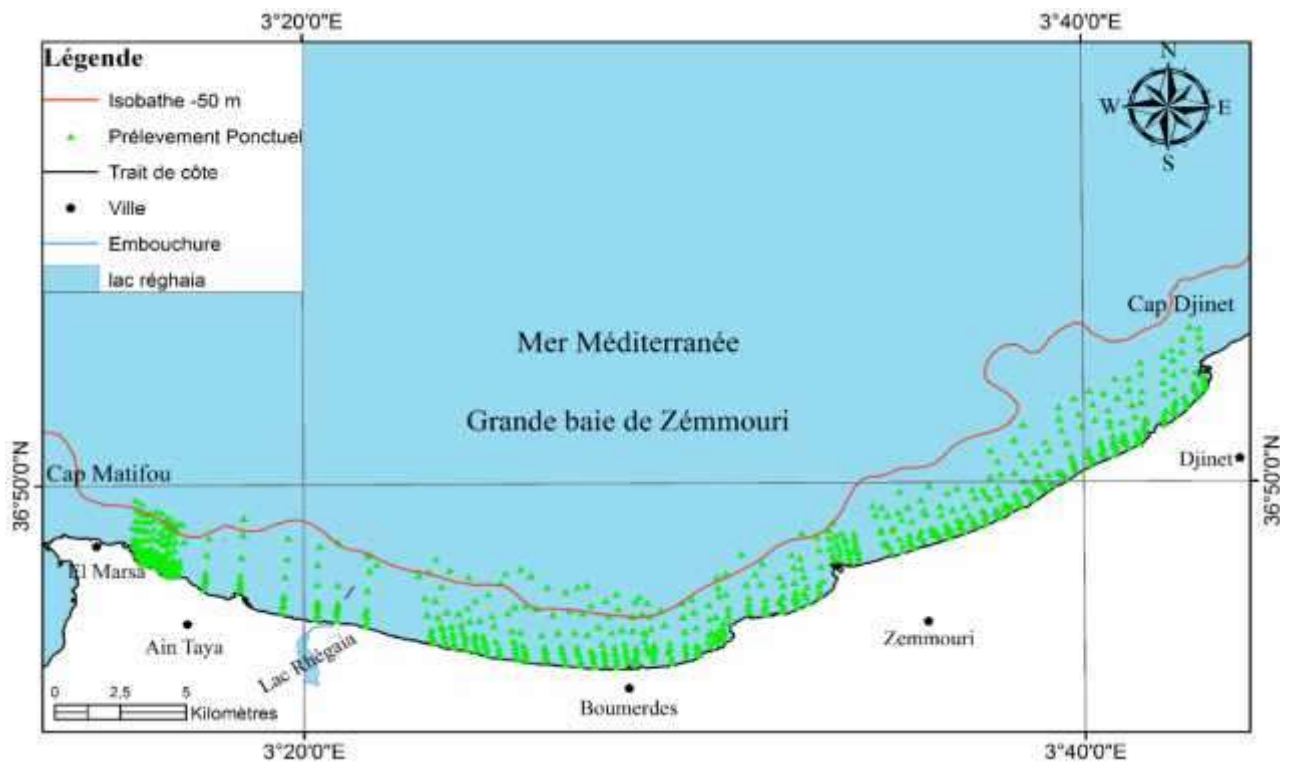 3°20'0"E
3°40'0"E
Légende
Isobathe -50 m
Prélevement Ponctuel
Trait de côte
Ville
Embouchure
lac réghaia
N
W
E
S
Cap Djinet
Mer Méditerranée
Grande baie de Zémmouri
Cap Matifou
Djinet
36°50'0"N
36°50'0"N
El Marsa
Ain Taya
Lac Rhégaia
Zemmouri
Boumerdes
0 2,5 5
Kilomètres
3°20'0"E
3°40'0"E